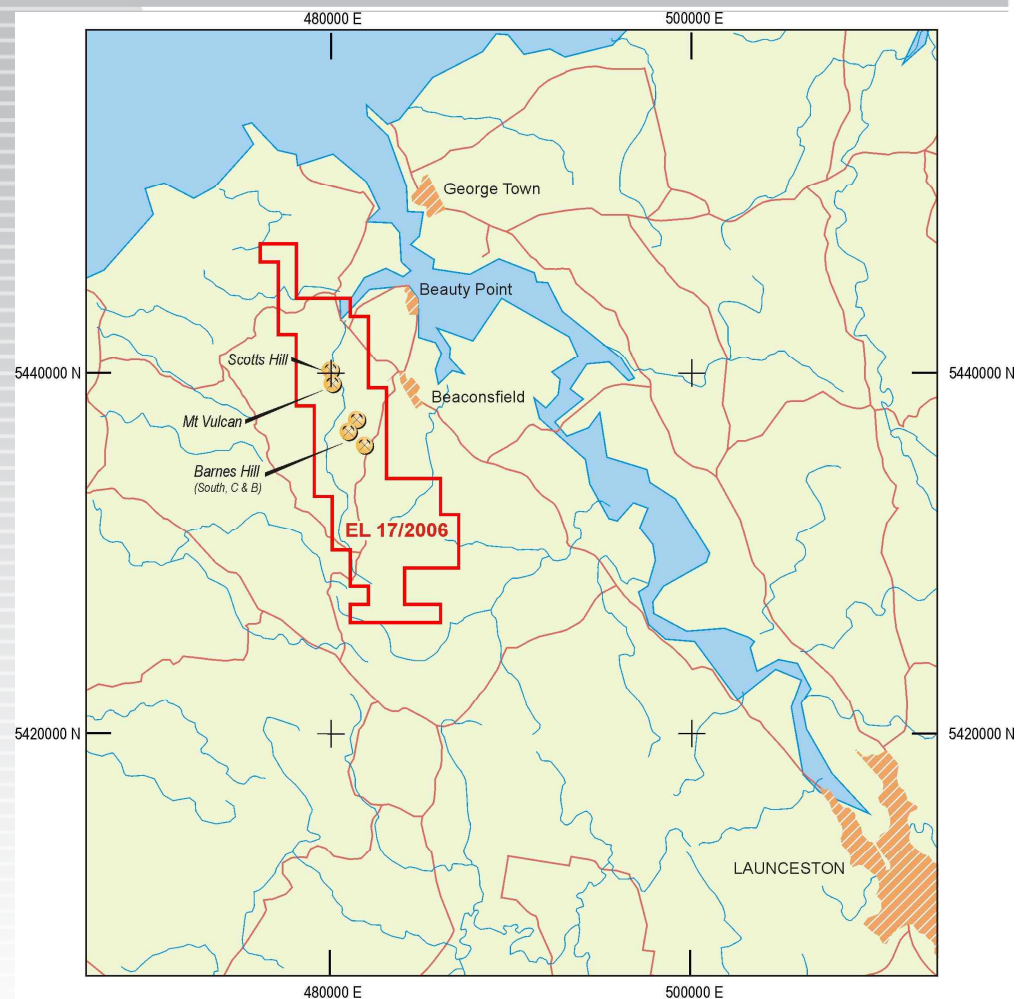 480000 E
500000 E
George Town
Beauty Point
Scotts Hill
5440000 N
5440000 N
Beaconsfield
Mt Vulcan
Barnes Hill
(South, C & B)
EL 17/2006
5420000 N
5420000 N
LAUNCESTON
480000 E
500000 E